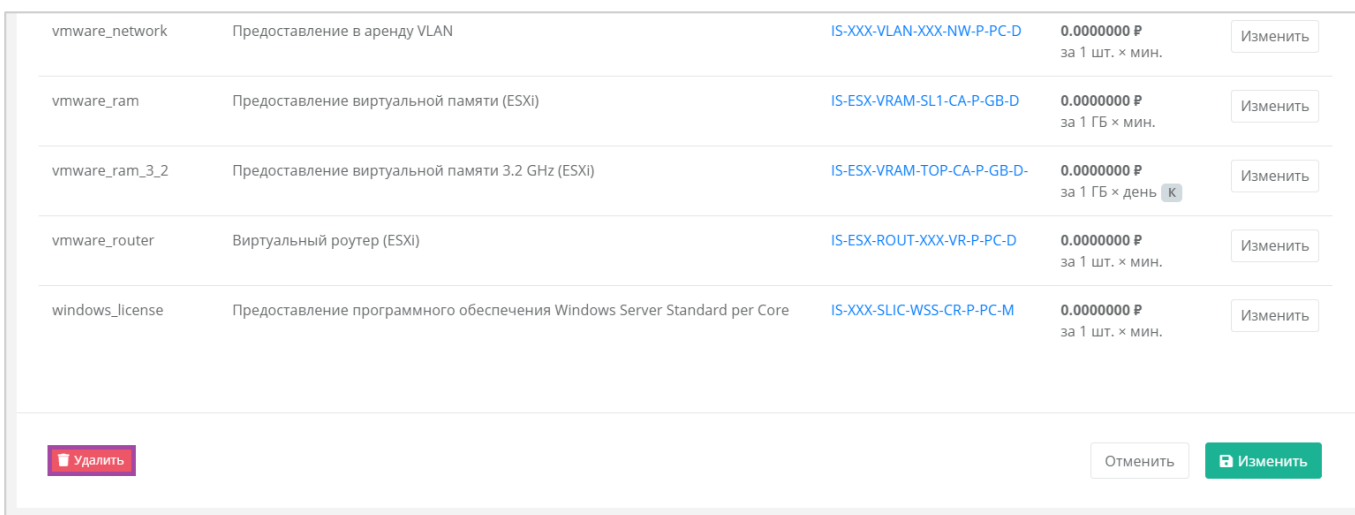 vmware_network Предоставление в аренду VLAN IS-XXX-VLAN-XXX-NW-P-PC-D 0.0000000 ₽ Изменить
за 1 шт. × мин.
vmware_ram Предоставление виртуальной памяти (ESXi) IS-ESX-VRAM-SL1-CA-P-GB-D 0.0000000 ₽ Изменить
за 1 ГБ × мин.
vmware_ram_3_2 Предоставление виртуальной памяти 3.2 GHz (ESXi) IS-ESX-VRAM-TOP-CA-P-GB-D- 0.0000000 ₽ Изменить
за 1 ГБ × день К
vmware_router Виртуальный роутер (ESXi) IS-ESX-ROUT-XXX-VR-P-PC-D 0.0000000 ₽ Изменить
за 1 шт. × мин.
windows_license Предоставление программного обеспечения Windows Server Standard per Core IS-XXX-SLIC-WSS-CR-P-PC-M 0.0000000 ₽ Изменить
за 1 шт. × мин.
Удалить Отменить Изменить